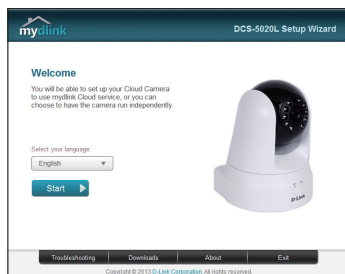 mydlink
DCS-5020L Setup Wizard
Welcome
You will be able to set up your Cloud Camera
to use mydlink Cloud service, or you can
choose to have the camera run independently.
Select your language:
English
Start
D-Link
Troubleshooting
Downloads
About
Exit
Copyright © 2013 D-Link Corporation. All rights reserved.